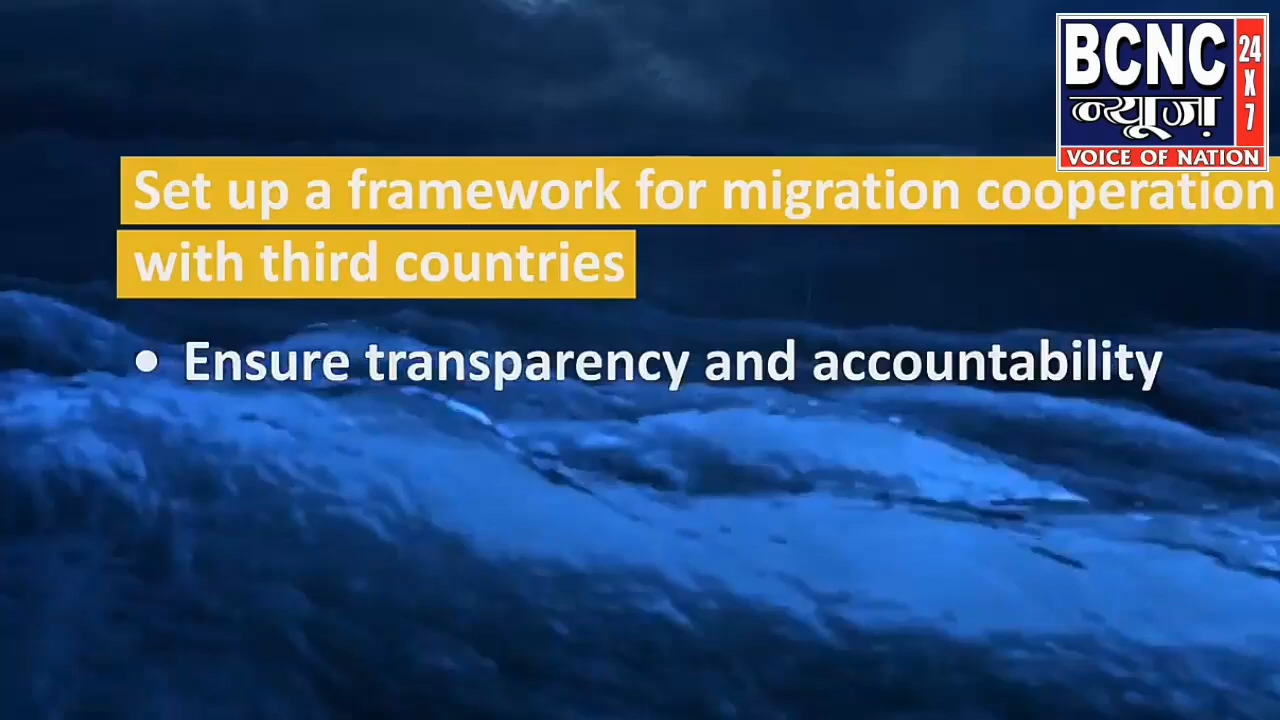 BCNC
24
X
7
न्यूज़
VOICE OF NATION
Set up a framework for migration cooperation
with third countries
• Ensure transparency and accountability